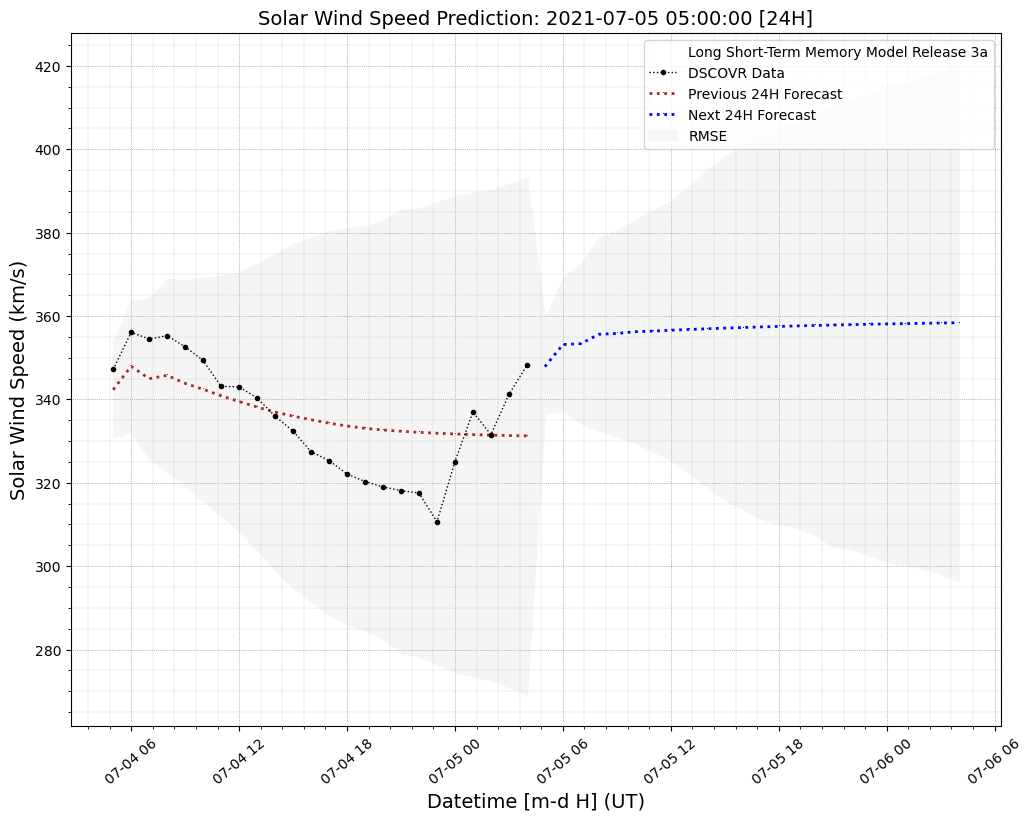 Solar Wind Speed Prediction: 2021-07-05 05:00:00 [24H]
Long Short-Term Memory Model Release 3a
DSCOVR Data
Previous 24H Forecast
Next 24H Forecast
RMSE
Solar Wind Speed (km/s)
420
400
380
360
340
320
300
280
07-04 06
07-04 12
07-04 18
07-05 00
07-05 06
07-05 12
07-05 18
07-06 00
07-06 06
Datetime [m-d H] (UT)